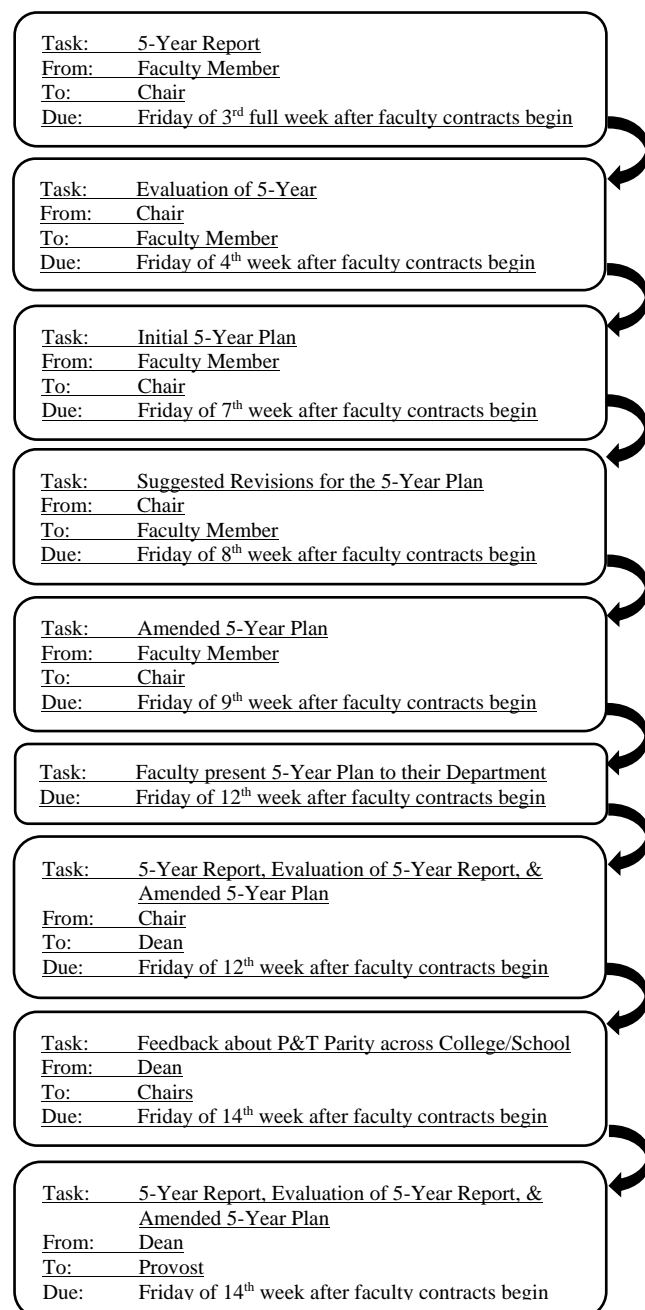 Task: 5-Year Report
From: Faculty Member
To: Chair
Due: Friday of 3rd full week after faculty contracts begin
Task: Evaluation of 5-Year
From: Chair
To: Faculty Member
Due: Friday of 4th week after faculty contracts begin
Task: Initial 5-Year Plan
From: Faculty Member
To: Chair
Due: Friday of 7th week after faculty contracts begin
Task: Suggested Revisions for the 5-Year Plan
From: Chair
To: Faculty Member
Due: Friday of 8th week after faculty contracts begin
Task: Amended 5-Year Plan
From: Faculty Member
To: Chair
Due: Friday of 9th week after faculty contracts begin
Task: Faculty present 5-Year Plan to their Department
Due: Friday of 12th week after faculty contracts begin
Task: 5-Year Report, Evaluation of 5-Year Report, &
Amended 5-Year Plan
From: Chair
To: Dean
Due: Friday of 12th week after faculty contracts begin
Task: Feedback about P&T Parity across College/School
From: Dean
To: Chairs
Due: Friday of 14th week after faculty contracts begin
Task: 5-Year Report, Evaluation of 5-Year Report, &
Amended 5-Year Plan
From: Dean
To: Provost
Due: Friday of 14th week after faculty contracts begin